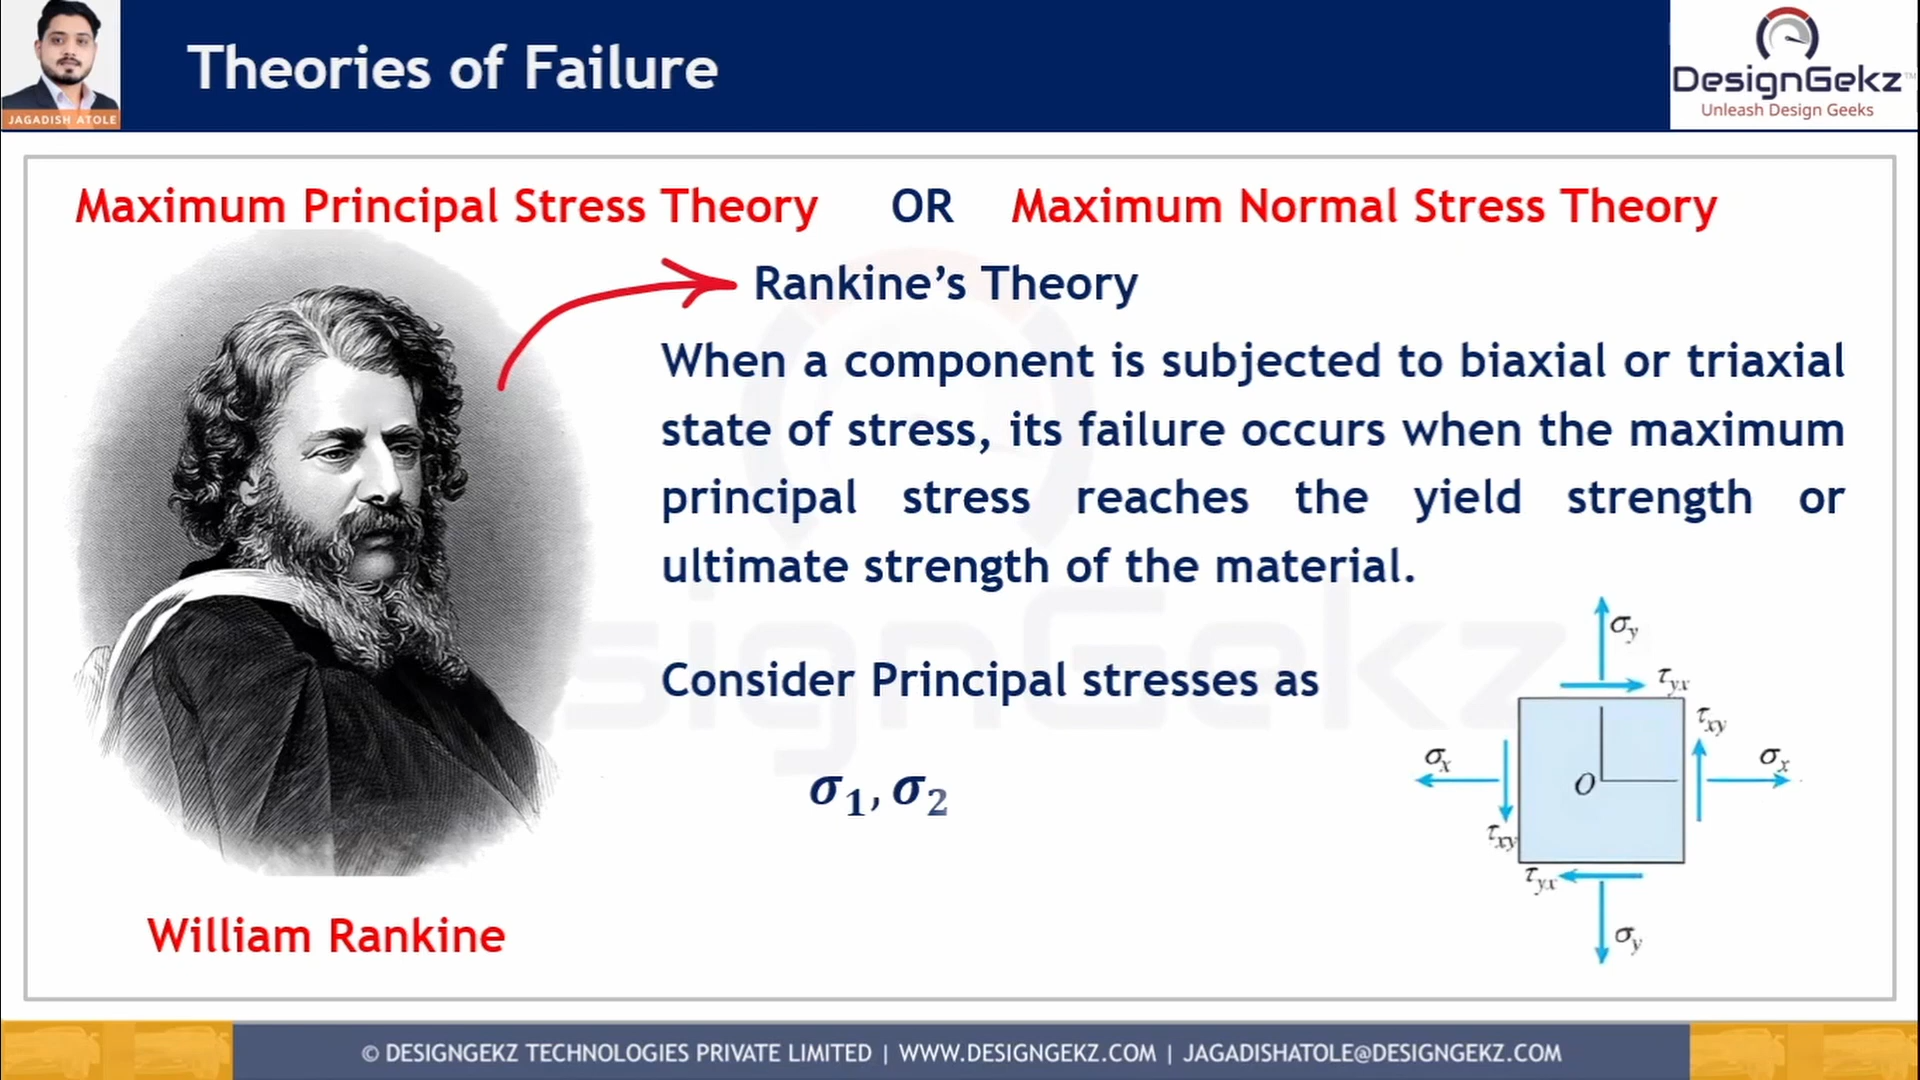 Theories of Failure
JAGADISH ATOLE
DesignGekz™
Unleash Design Geeks
Maximum Principal Stress Theory OR Maximum Normal Stress Theory
Rankine’s Theory
When a component is subjected to biaxial or triaxial
state of stress, its failure occurs when the maximum
principal stress reaches the yield strength or
ultimate strength of the material.
Consider Principal stresses as
σ₁, σ₂
σy
τyx
τxy
σx
σx
O
τxy
τyx
σy
William Rankine
signGekz
© DESIGNGEKZ TECHNOLOGIES PRIVATE LIMITED | WWW.DESIGNGEKZ.COM | JAGADISHATOLE@DESIGNGEKZ.COM